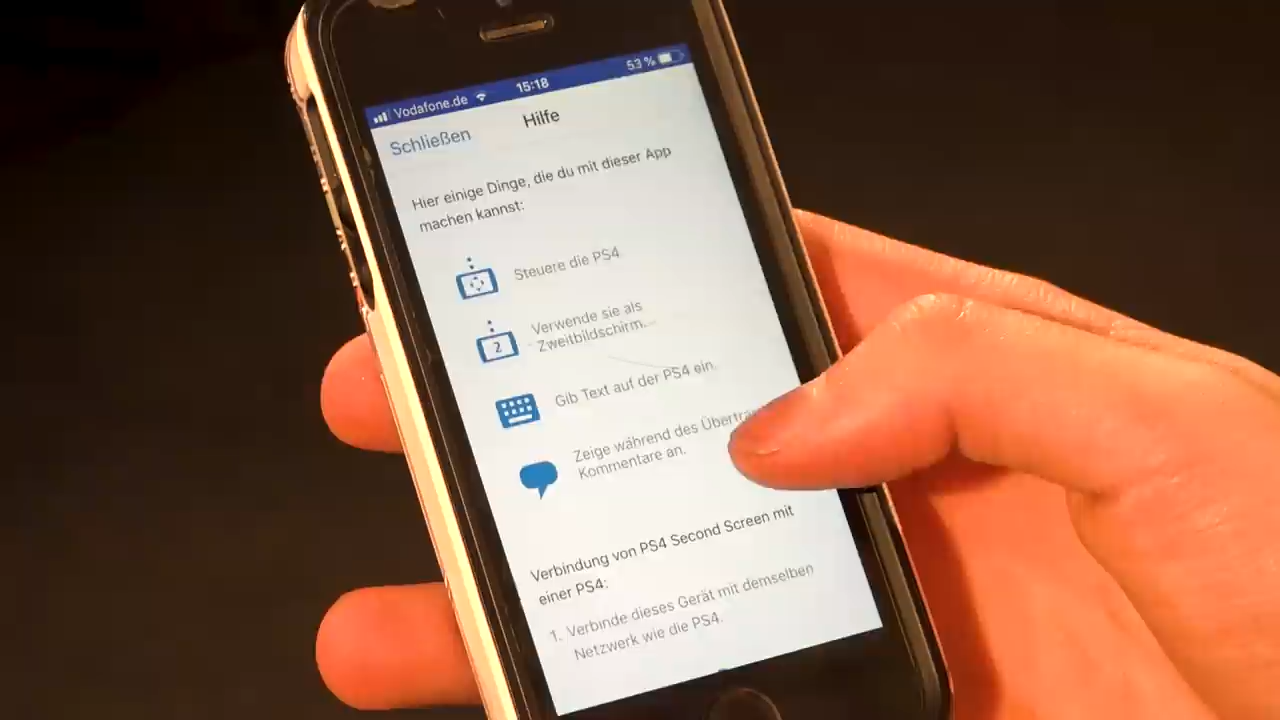 Vodafone.de 15:18 53 %
Schließen Hilfe
Hier einige Dinge, die du mit dieser App
machen kannst:
Steuere die PS4
Verwende sie als
Zweitbildschirm.
2
Gib Text auf der PS4 ein.
Zeige während des
Kommentare an.
Verbindung von PS4 Second Screen mit
einer PS4:
1. Verbinde dieses Gerät mit demselben
Netzwerk wie die PS4.